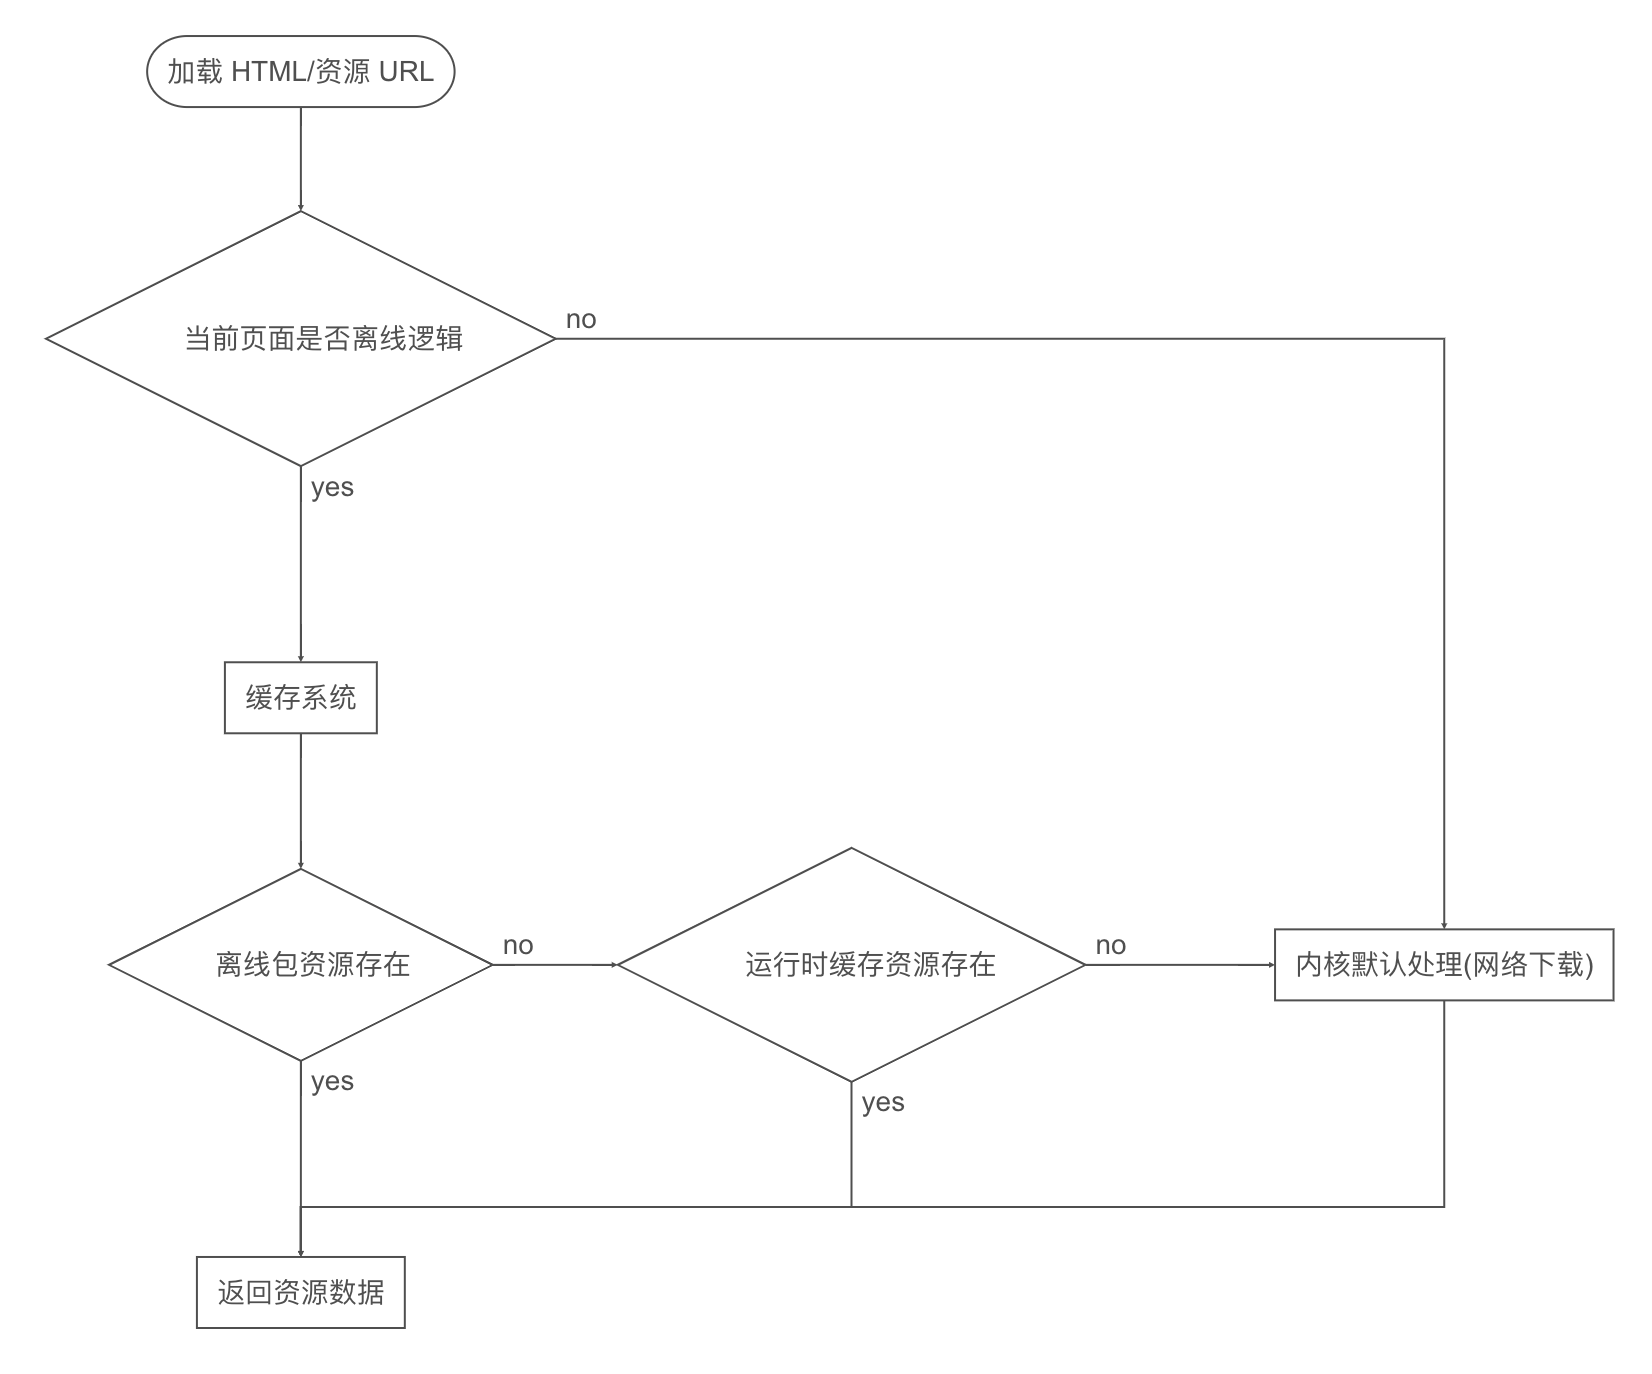 加载 HTML/资源 URL
当前页面是否离线逻辑
no
yes
缓存系统
离线包资源存在
no
运行时缓存资源存在
no
内核默认处理(网络下载)
yes
yes
返回资源数据